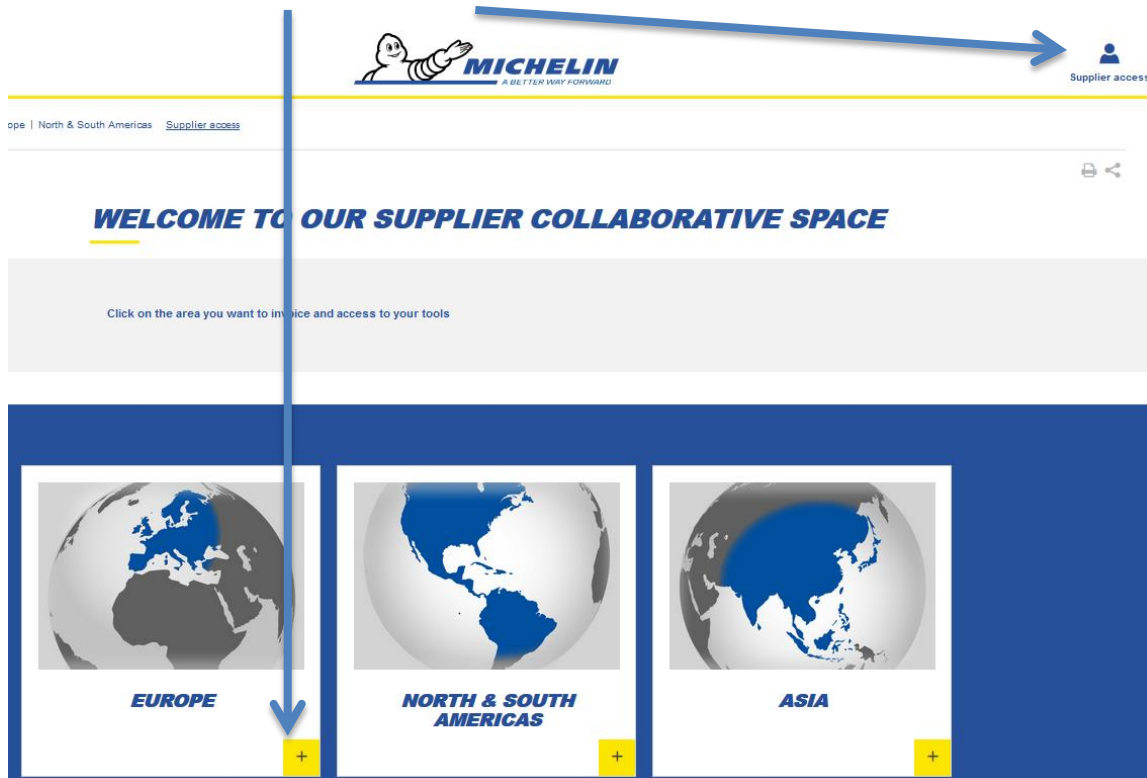 MICHELIN
A BETTER WAY FORWARD
Supplier access
ope | North & South Americas Supplier access
WELCOME TO OUR SUPPLIER COLLABORATIVE SPACE
Click on the area you want to invoice and access to your tools
EUROPE
NORTH & SOUTH
AMERICAS
ASIA
+
+
+